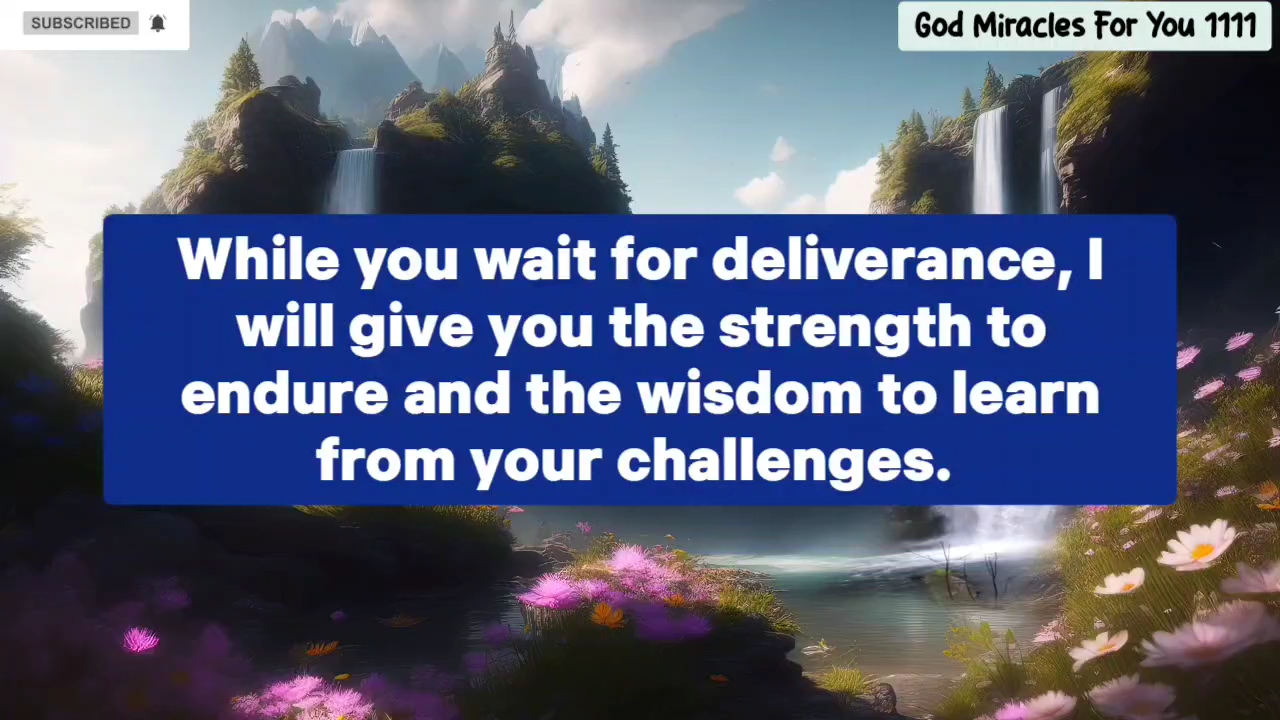 SUBSCRIBED
God Miracles For You 1111
While you wait for deliverance, I
will give you the strength to
endure and the wisdom to learn
from your challenges.